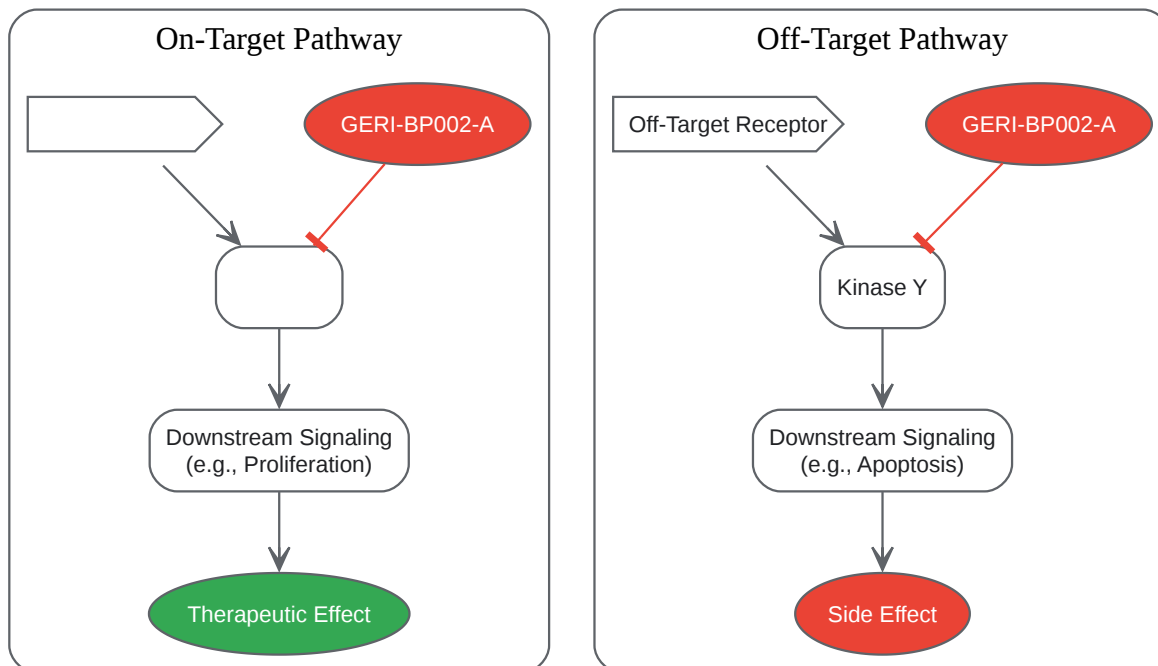 On-Target Pathway
GERI-BP002-A
Downstream Signaling
(e.g., Proliferation)
Therapeutic Effect
Off-Target Pathway
Off-Target Receptor
GERI-BP002-A
Kinase Y
Downstream Signaling
(e.g., Apoptosis)
Side Effect